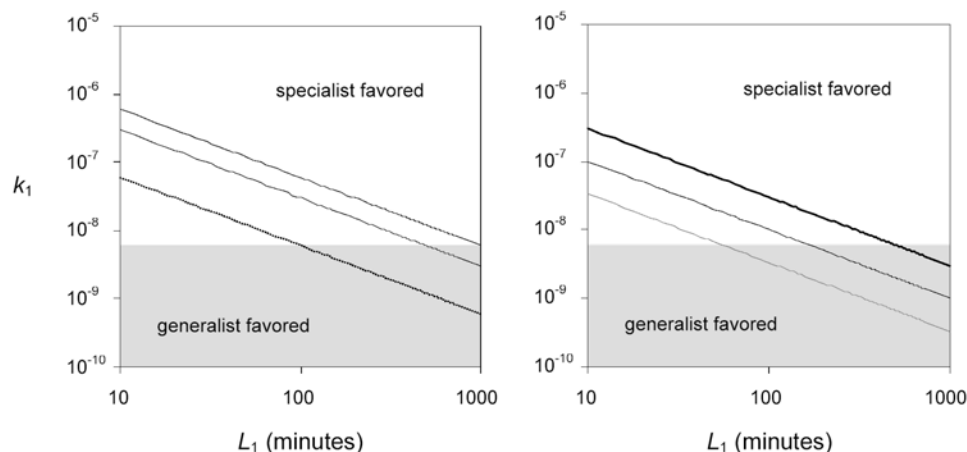 10⁻⁵
10⁻⁶
10⁻⁷
10⁻⁸
10⁻⁹
10⁻¹⁰
k₁
specialist favored
generalist favored
10 100 1000
L₁ (minutes)
10⁻⁵
10⁻⁶
10⁻⁷
10⁻⁸
10⁻⁹
10⁻¹⁰
specialist favored
generalist favored
10 100 1000
L₁ (minutes)